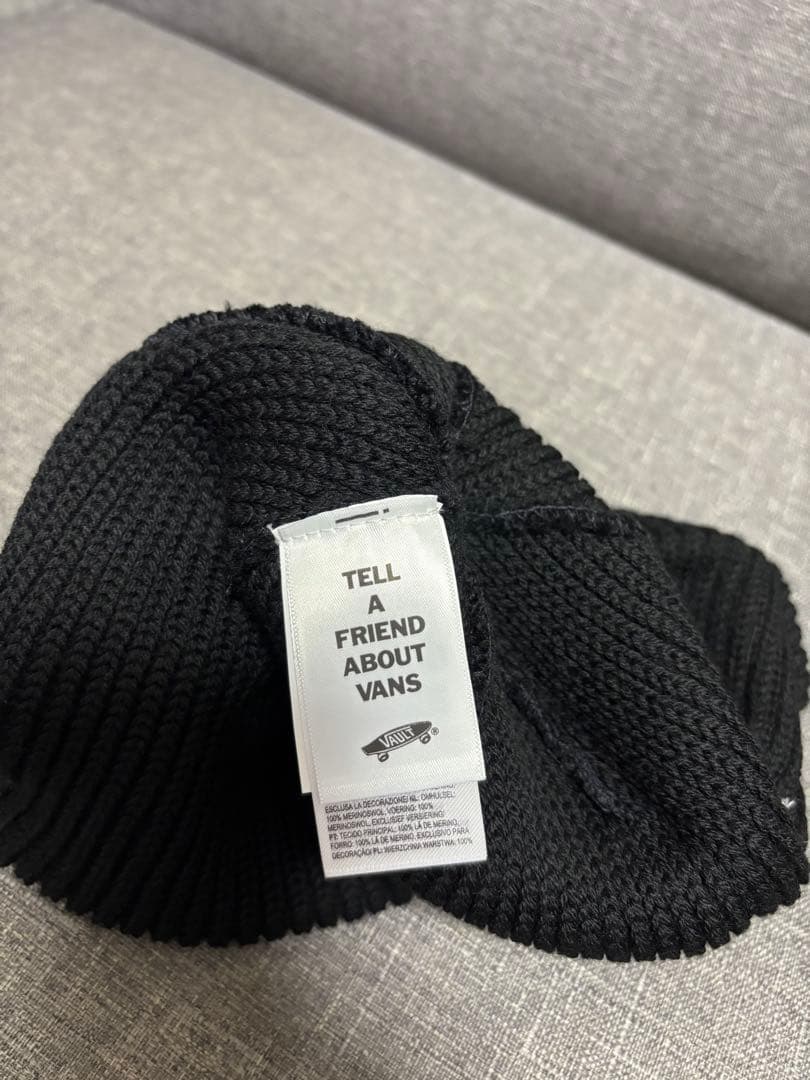 TELL
A
FRIEND
ABOUT
VANS
VAULT®
ESCLUSA LA DECORAZIONE/ NL: OMHULSEL:
100% MERINOSWOL. VOERING: 100%
MERINOSWOL. EXCLUSIEF VERSIERING/
PT: TECIDO PRINCIPAL: 100% LÃ DE MERINO.
FORRO: 100% LÃ DE MERINO. EXCLUSIVO PARA
DECORAÇÃO/ PL: WIERZCHNIA WARSTWA: 100%